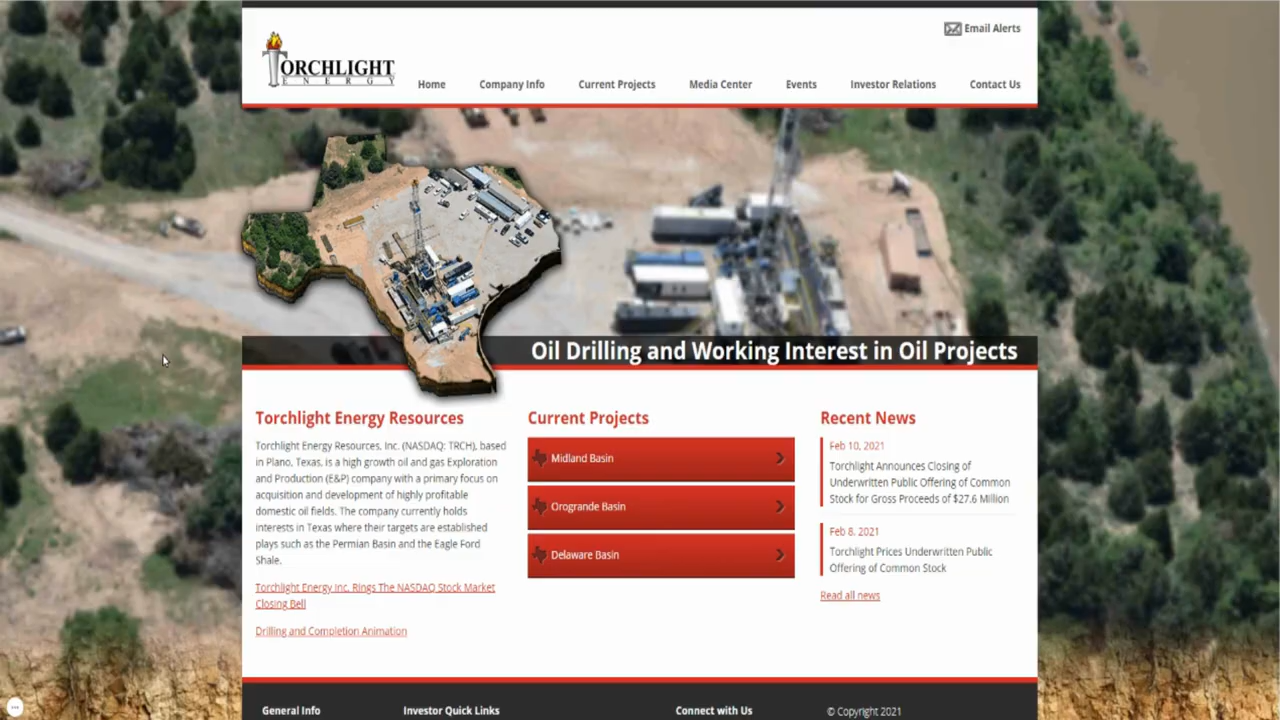 Email Alerts
TORCHLIGHT
ENERGY
Home Company Info Current Projects Media Center Events Investor Relations Contact Us
Oil Drilling and Working Interest in Oil Projects
Torchlight Energy Resources
Torchlight Energy Resources, Inc. (NASDAQ: TRCH), based
in Plano, Texas, is a high growth oil and gas Exploration
and Production (E&P) company with a primary focus on
acquisition and development of highly profitable
domestic oil fields. The company currently holds
interests in Texas where their targets are established
plays such as the Permian Basin and the Eagle Ford
Shale.
Torchlight Energy Inc. Rings The NASDAQ Stock Market
Closing Bell
Drilling and Completion Animation
Current Projects
Midland Basin
Orogrande Basin
Delaware Basin
Recent News
Feb 10, 2021
Torchlight Announces Closing of
Underwritten Public Offering of Common
Stock for Gross Proceeds of $27.6 Million
Feb 8, 2021
Torchlight Prices Underwritten Public
Offering of Common Stock
Read all news
General Info Investor Quick Links Connect with Us © Copyright 2021